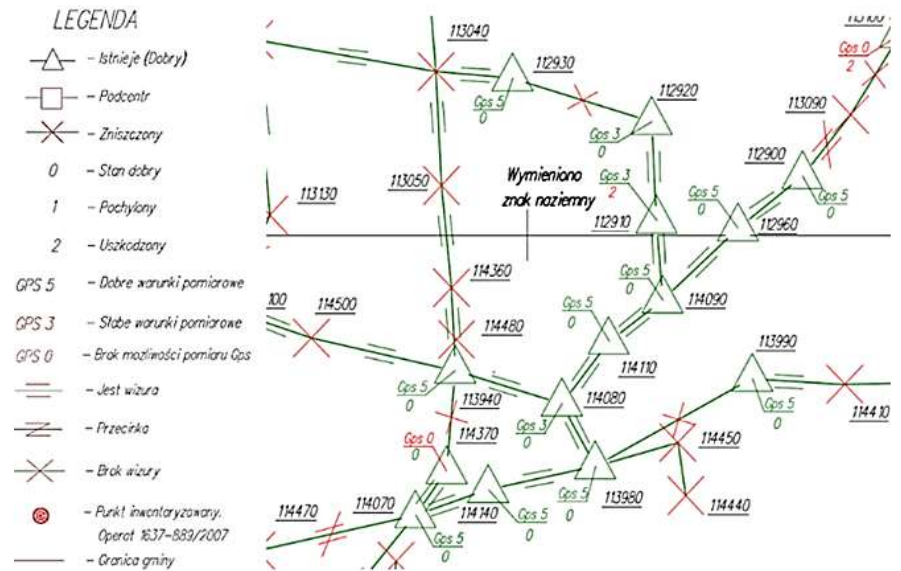 LEGENDA
– Istnieje (Dobry)
– Podcentr
– Zniszczony
0 – Stan dobry
1 – Pochylony
2 – Uszkodzony
GPS 5 – Dobre warunki pomiarowe
GPS 3 – Słabe warunki pomiarowe
GPS 0 – Brak możliwości pomiaru Gps
– Jest wizura
– Przecinka
– Brak wizury
– Punkt inwentaryzowany.
Operat 1637-889/2007
– Granica gminy
113040
113100
Gps 0
2
112930
Gps 5
0
112920
Gps 3
0
113090
112900
Gps 5
0
113130
113050
Wymieniono
znak naziemny
Gps 3
2
112910
Gps 5
0
112960
114360
Gps 5
0
114090
100
114500
114480
Gps 5
0
114110
113990
Gps 5
0
113940
Gps 5
0
114080
Gps 3
0
114410
Gps 0
0
114370
114450
114470
114070
Gps 5
0
114140
Gps 5
0
Gps 5
0
113980
114440